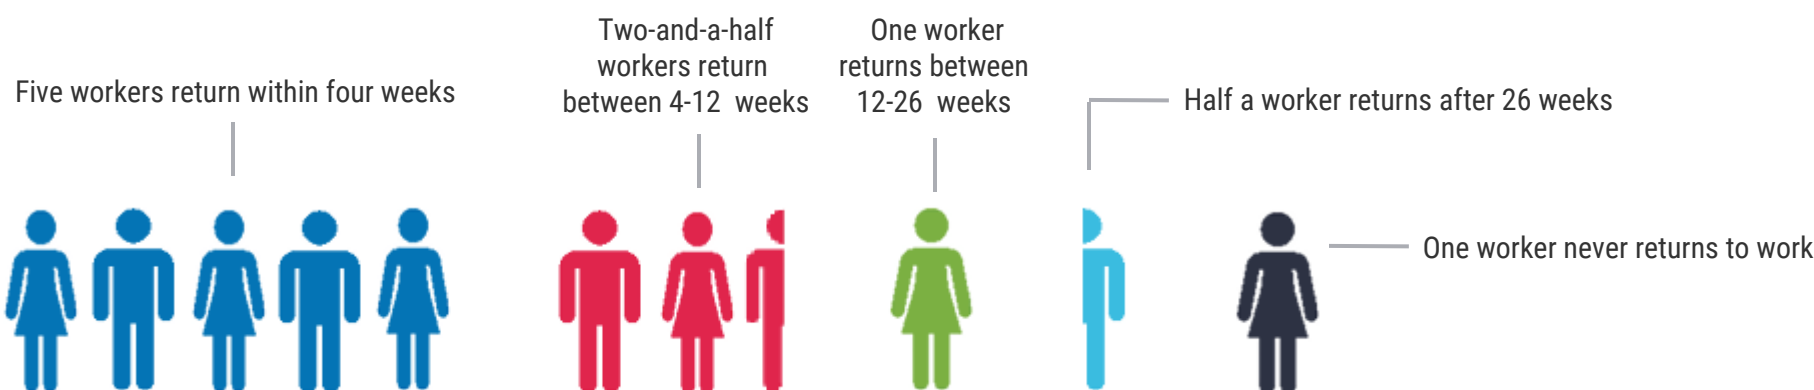 Five workers return within four weeks
Two-and-a-half
workers return
between 4-12 weeks
One worker
returns between
12-26 weeks
Half a worker returns after 26 weeks
One worker never returns to work